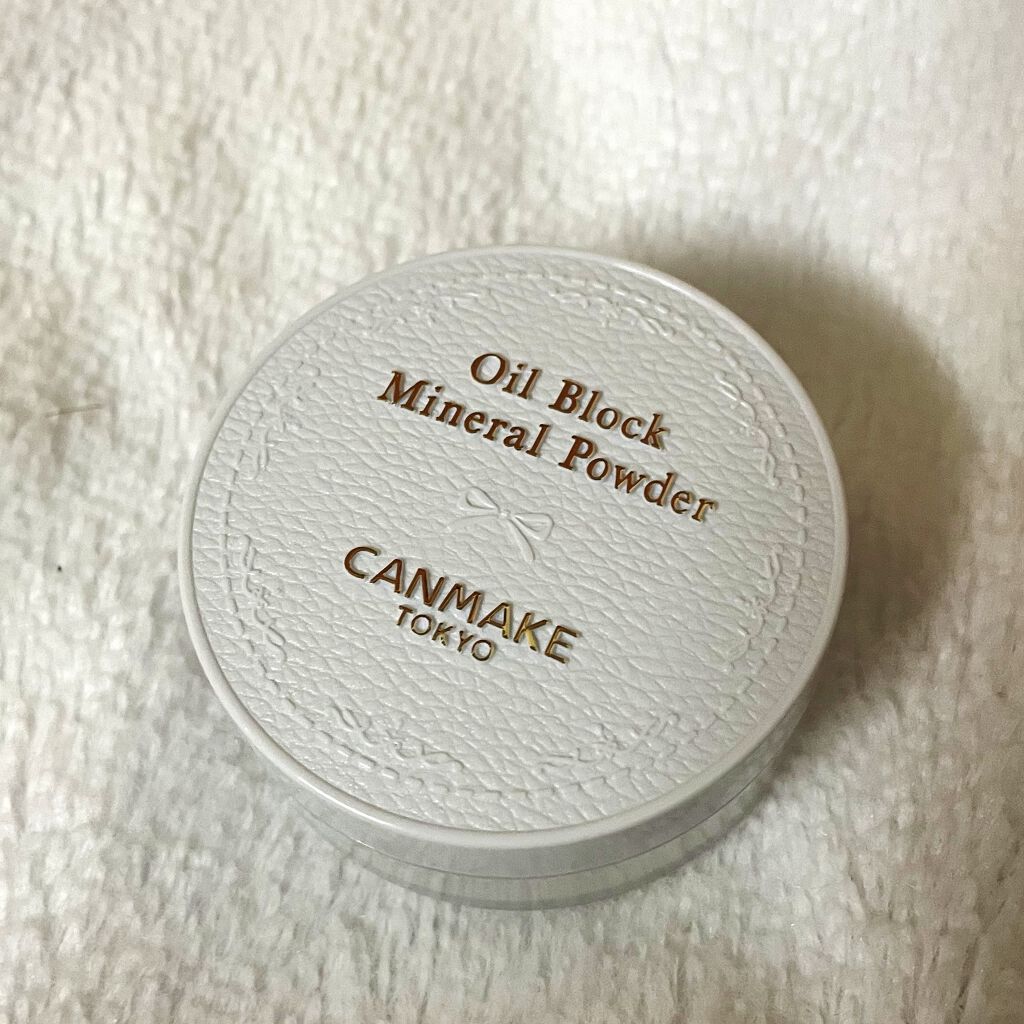 Oil Block
Mineral Powder
CANMAKE
TOKYO